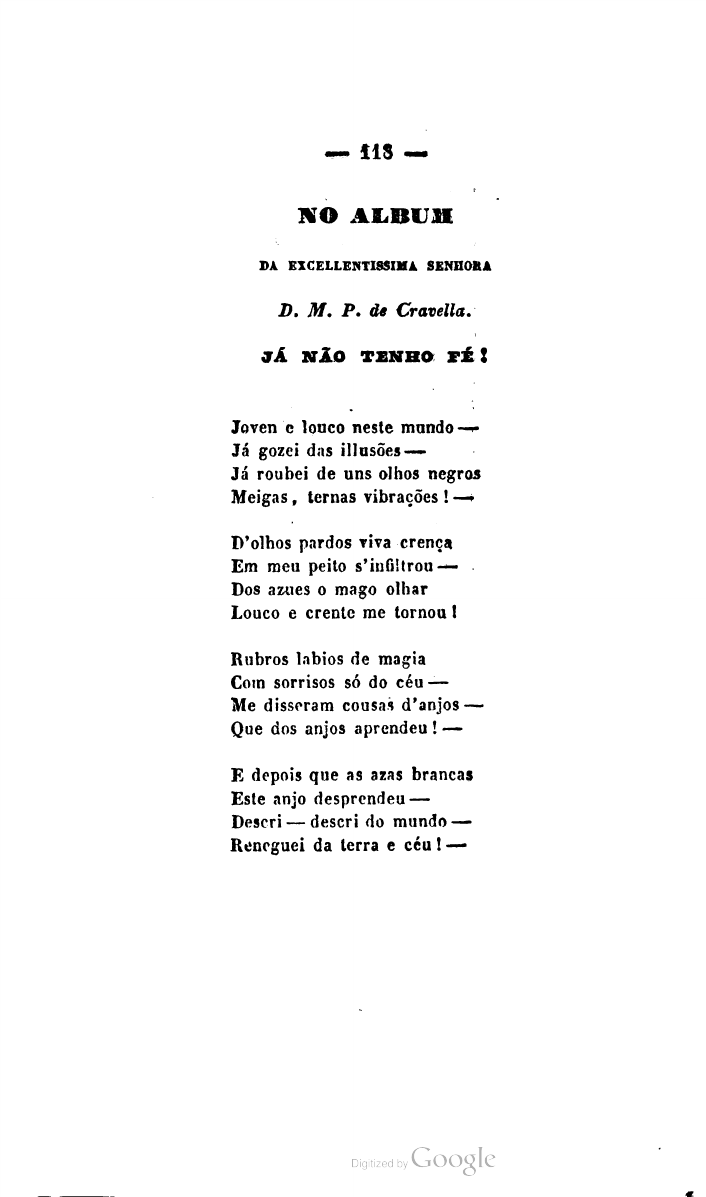 — 118 —
NO ALBUM
DA EXCELLENTISSIMA SENHORA
D. M. P. de Cravella.
JÁ NÃO TENHO FÉ!
Joven e louco neste mundo —
Já gozei das illusões —
Já roubei de uns olhos negros
Meigas, ternas vibrações! —
D'olhos pardos viva crença
Em meu peito s'infiltrou —
Dos azues o mago olhar
Louco e crente me tornou!
Rubros labios de magia
Com sorrisos só do céu —
Me disseram cousas d'anjos —
Que dos anjos aprendeu! —
E depois que as azas brancas
Este anjo desprendeu —
Descri — descri do mundo —
Reneguei da terra e céu! —
Digitized by Google